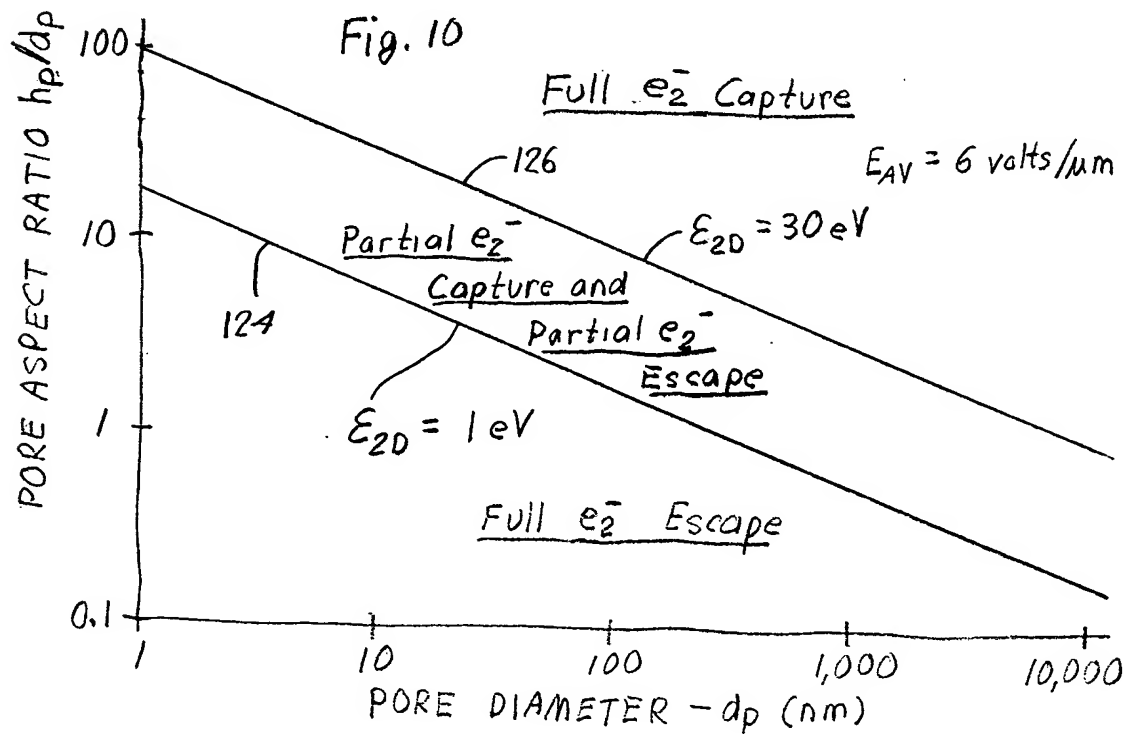 Fig. 10
PORE ASPECT RATIO hp/dp
100
10
1
0.1
Full e₂⁻ Capture
E_AV = 6 volts/μm
126
ε₂D = 30 eV
Partial e₂⁻
Capture and
Partial e₂⁻
Escape
124
ε₂D = 1 eV
Full e₂⁻ Escape
1
10
100
1,000
10,000
PORE DIAMETER - dp (nm)